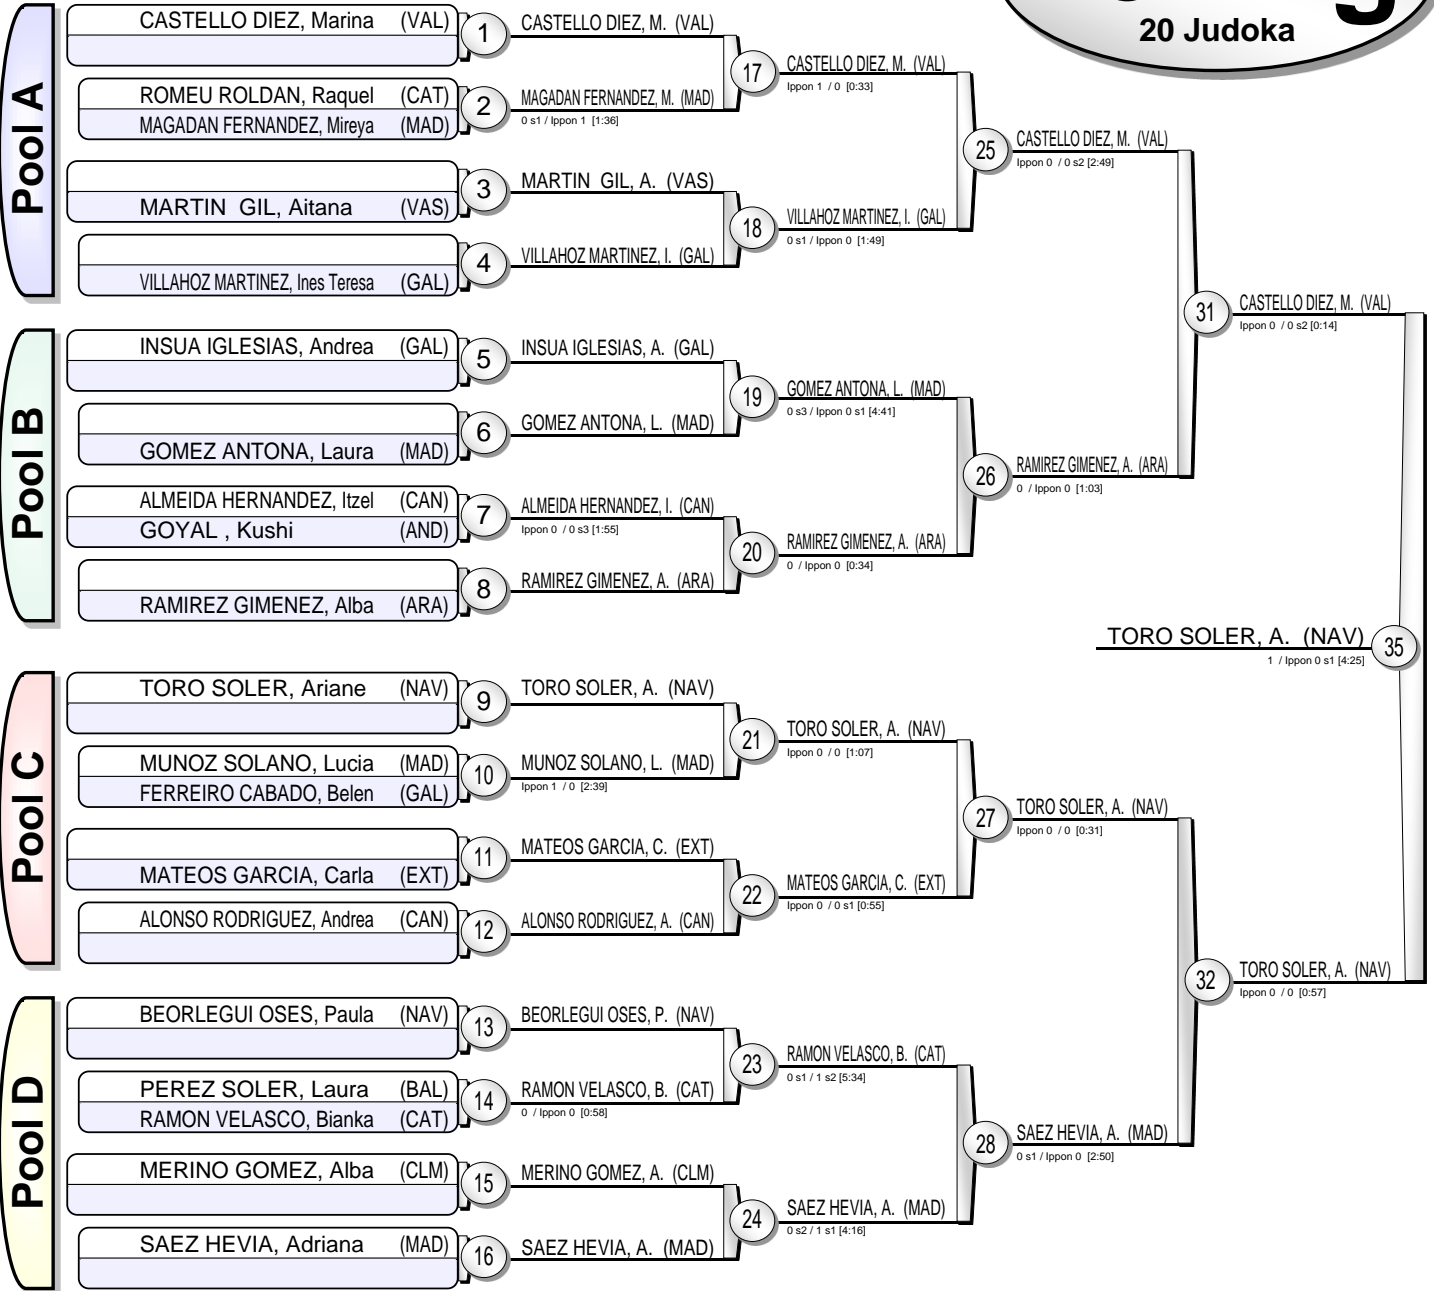 20 Judoka
Pool A
CASTELLO DIEZ, Marina (VAL)
1
ROMEU ROLDAN, Raquel (CAT)
MAGADAN FERNANDEZ, Mireya (MAD)
2
3
MARTIN GIL, Aitana (VAS)
4
VILLAHOZ MARTINEZ, Ines Teresa (GAL)
Pool B
INSUA IGLESIAS, Andrea (GAL)
5
6
GOMEZ ANTONA, Laura (MAD)
ALMEIDA HERNANDEZ, Itzel (CAN)
GOYAL , Kushi (AND)
7
8
RAMIREZ GIMENEZ, Alba (ARA)
Pool C
TORO SOLER, Ariane (NAV)
9
MUNOZ SOLANO, Lucia (MAD)
FERREIRO CABADO, Belen (GAL)
10
11
MATEOS GARCIA, Carla (EXT)
ALONSO RODRIGUEZ, Andrea (CAN)
12
Pool D
BEORLEGUI OSES, Paula (NAV)
13
PEREZ SOLER, Laura (BAL)
RAMON VELASCO, Bianka (CAT)
14
MERINO GOMEZ, Alba (CLM)
15
SAEZ HEVIA, Adriana (MAD)
16
CASTELLO DIEZ, M. (VAL)
MAGADAN FERNANDEZ, M. (MAD)
0 s1 / Ippon 1 [1:36]
17
MARTIN GIL, A. (VAS)
VILLAHOZ MARTINEZ, I. (GAL)
18
INSUA IGLESIAS, A. (GAL)
GOMEZ ANTONA, L. (MAD)
19
ALMEIDA HERNANDEZ, I. (CAN)
Ippon 0 / 0 s3 [1:55]
RAMIREZ GIMENEZ, A. (ARA)
20
TORO SOLER, A. (NAV)
MUNOZ SOLANO, L. (MAD)
Ippon 1 / 0 [2:39]
21
MATEOS GARCIA, C. (EXT)
ALONSO RODRIGUEZ, A. (CAN)
22
BEORLEGUI OSES, P. (NAV)
RAMON VELASCO, B. (CAT)
0 / Ippon 0 [0:58]
23
MERINO GOMEZ, A. (CLM)
SAEZ HEVIA, A. (MAD)
24
CASTELLO DIEZ, M. (VAL)
Ippon 1 / 0 [0:33]
VILLAHOZ MARTINEZ, I. (GAL)
0 s1 / Ippon 0 [1:49]
25
GOMEZ ANTONA, L. (MAD)
0 s3 / Ippon 0 s1 [4:41]
RAMIREZ GIMENEZ, A. (ARA)
0 / Ippon 0 [0:34]
26
TORO SOLER, A. (NAV)
Ippon 0 / 0 [1:07]
MATEOS GARCIA, C. (EXT)
Ippon 0 / 0 s1 [0:55]
27
RAMON VELASCO, B. (CAT)
0 s1 / 1 s2 [5:34]
SAEZ HEVIA, A. (MAD)
0 s2 / 1 s1 [4:16]
28
CASTELLO DIEZ, M. (VAL)
Ippon 0 / 0 s2 [2:49]
RAMIREZ GIMENEZ, A. (ARA)
0 / Ippon 0 [1:03]
31
TORO SOLER, A. (NAV)
Ippon 0 / 0 [0:31]
SAEZ HEVIA, A. (MAD)
0 s1 / Ippon 0 [2:50]
32
CASTELLO DIEZ, M. (VAL)
Ippon 0 / 0 s2 [0:14]
TORO SOLER, A. (NAV)
Ippon 0 / 0 [0:57]
TORO SOLER, A. (NAV)
1 / Ippon 0 s1 [4:25]
35